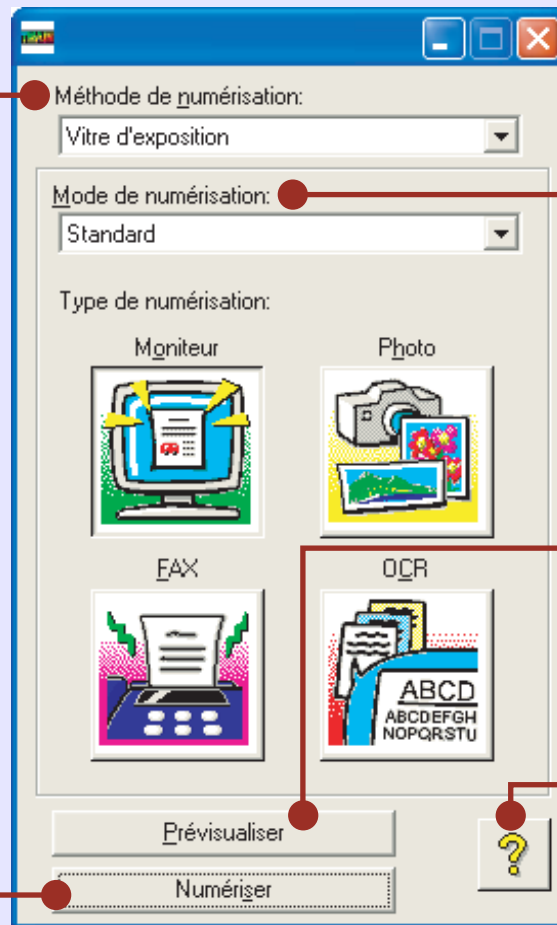 Méthode de numérisation:
Vitre d'exposition
Mode de numérisation:
Standard
Type de numérisation:
Moniteur
Photo
FAX
OCR
ABCD
ABCDEFGH
NOPQRSTU
Prévisualiser
?
Numériser